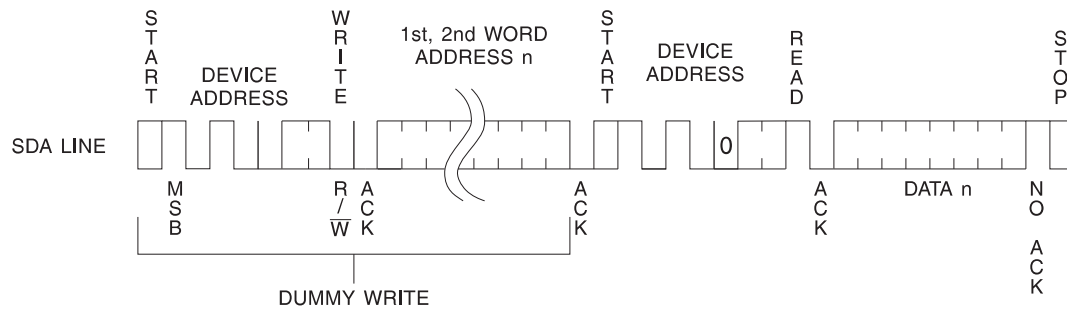 START
WRITE
1st, 2nd WORD
ADDRESS n
START
DEVICE
ADDRESS
READ
STOP
DEVICE
ADDRESS
SDA LINE
0
MSB
R/W
ACK
ACK
ACK
DATA n
NO ACK
DUMMY WRITE